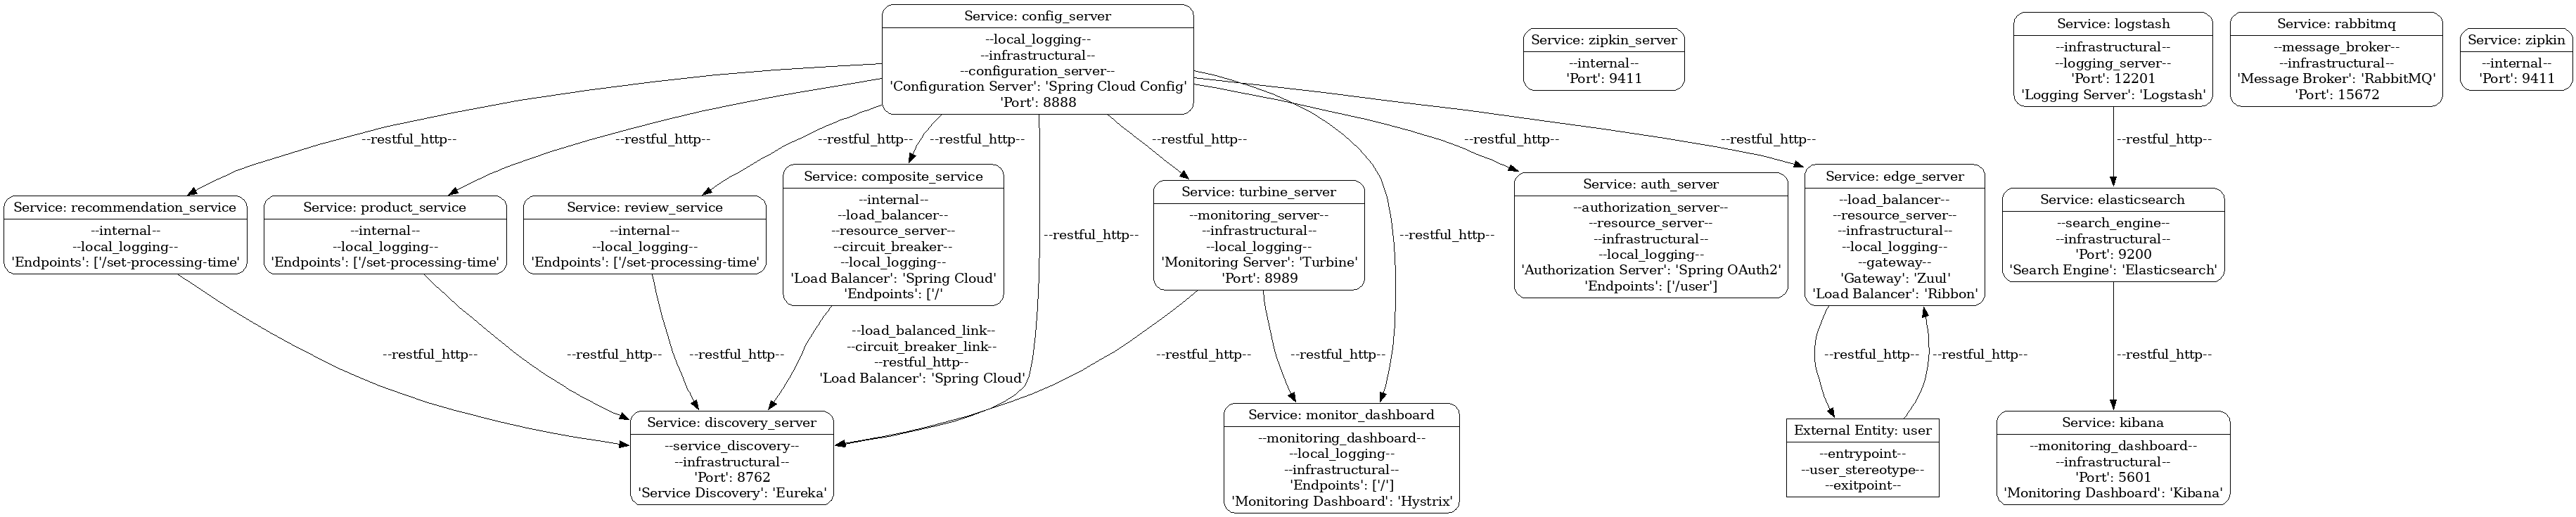 Service: config_server
--local_logging--
--infrastructural--
--configuration_server--
'Configuration Server': 'Spring Cloud Config'
'Port': 8888
Service: zipkin_server
--internal--
'Port': 9411
Service: logstash
--infrastructural--
--logging_server--
'Port': 12201
'Logging Server': 'Logstash'
Service: rabbitmq
--message_broker--
--infrastructural--
'Message Broker': 'RabbitMQ'
'Port': 15672
Service: zipkin
--internal--
'Port': 9411
--restful_http--
--restful_http--
--restful_http--
--restful_http--
--restful_http--
--restful_http--
--restful_http--
--restful_http--
Service: recommendation_service
--internal--
--local_logging--
'Endpoints': ['/set-processing-time'
Service: product_service
--internal--
--local_logging--
'Endpoints': ['/set-processing-time'
Service: review_service
--internal--
--local_logging--
'Endpoints': ['/set-processing-time'
Service: composite_service
--internal--
--load_balancer--
--resource_server--
--circuit_breaker--
--local_logging--
'Load Balancer': 'Spring Cloud'
'Endpoints': ['/'
--restful_http--
Service: turbine_server
--monitoring_server--
--infrastructural--
--local_logging--
'Monitoring Server': 'Turbine'
'Port': 8989
--restful_http--
Service: auth_server
--authorization_server--
--resource_server--
--infrastructural--
--local_logging--
'Authorization Server': 'Spring OAuth2'
'Endpoints': ['/user']
Service: edge_server
--load_balancer--
--resource_server--
--infrastructural--
--local_logging--
--gateway--
'Gateway': 'Zuul'
'Load Balancer': 'Ribbon'
Service: elasticsearch
--search_engine--
--infrastructural--
'Port': 9200
'Search Engine': 'Elasticsearch'
--restful_http--
--restful_http--
--restful_http--
--load_balanced_link--
--circuit_breaker_link--
--restful_http--
'Load Balancer': 'Spring Cloud'
--restful_http--
--restful_http--
--restful_http--
--restful_http--
--restful_http--
Service: discovery_server
--service_discovery--
--infrastructural--
'Port': 8762
'Service Discovery': 'Eureka'
Service: monitor_dashboard
--monitoring_dashboard--
--local_logging--
--infrastructural--
'Endpoints': ['/']
'Monitoring Dashboard': 'Hystrix'
External Entity: user
--entrypoint--
--user_stereotype--
--exitpoint--
Service: kibana
--monitoring_dashboard--
--infrastructural--
'Port': 5601
'Monitoring Dashboard': 'Kibana'